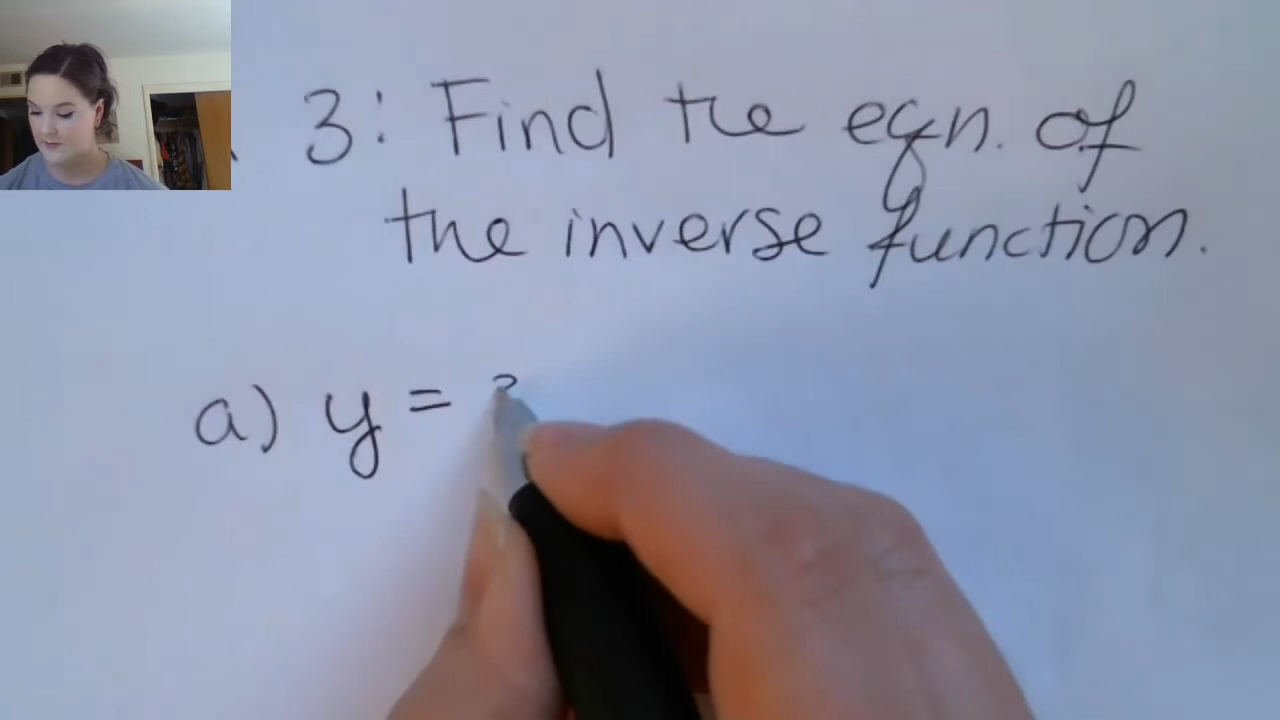 3: Find the eqn. of
the inverse function.
a) y =